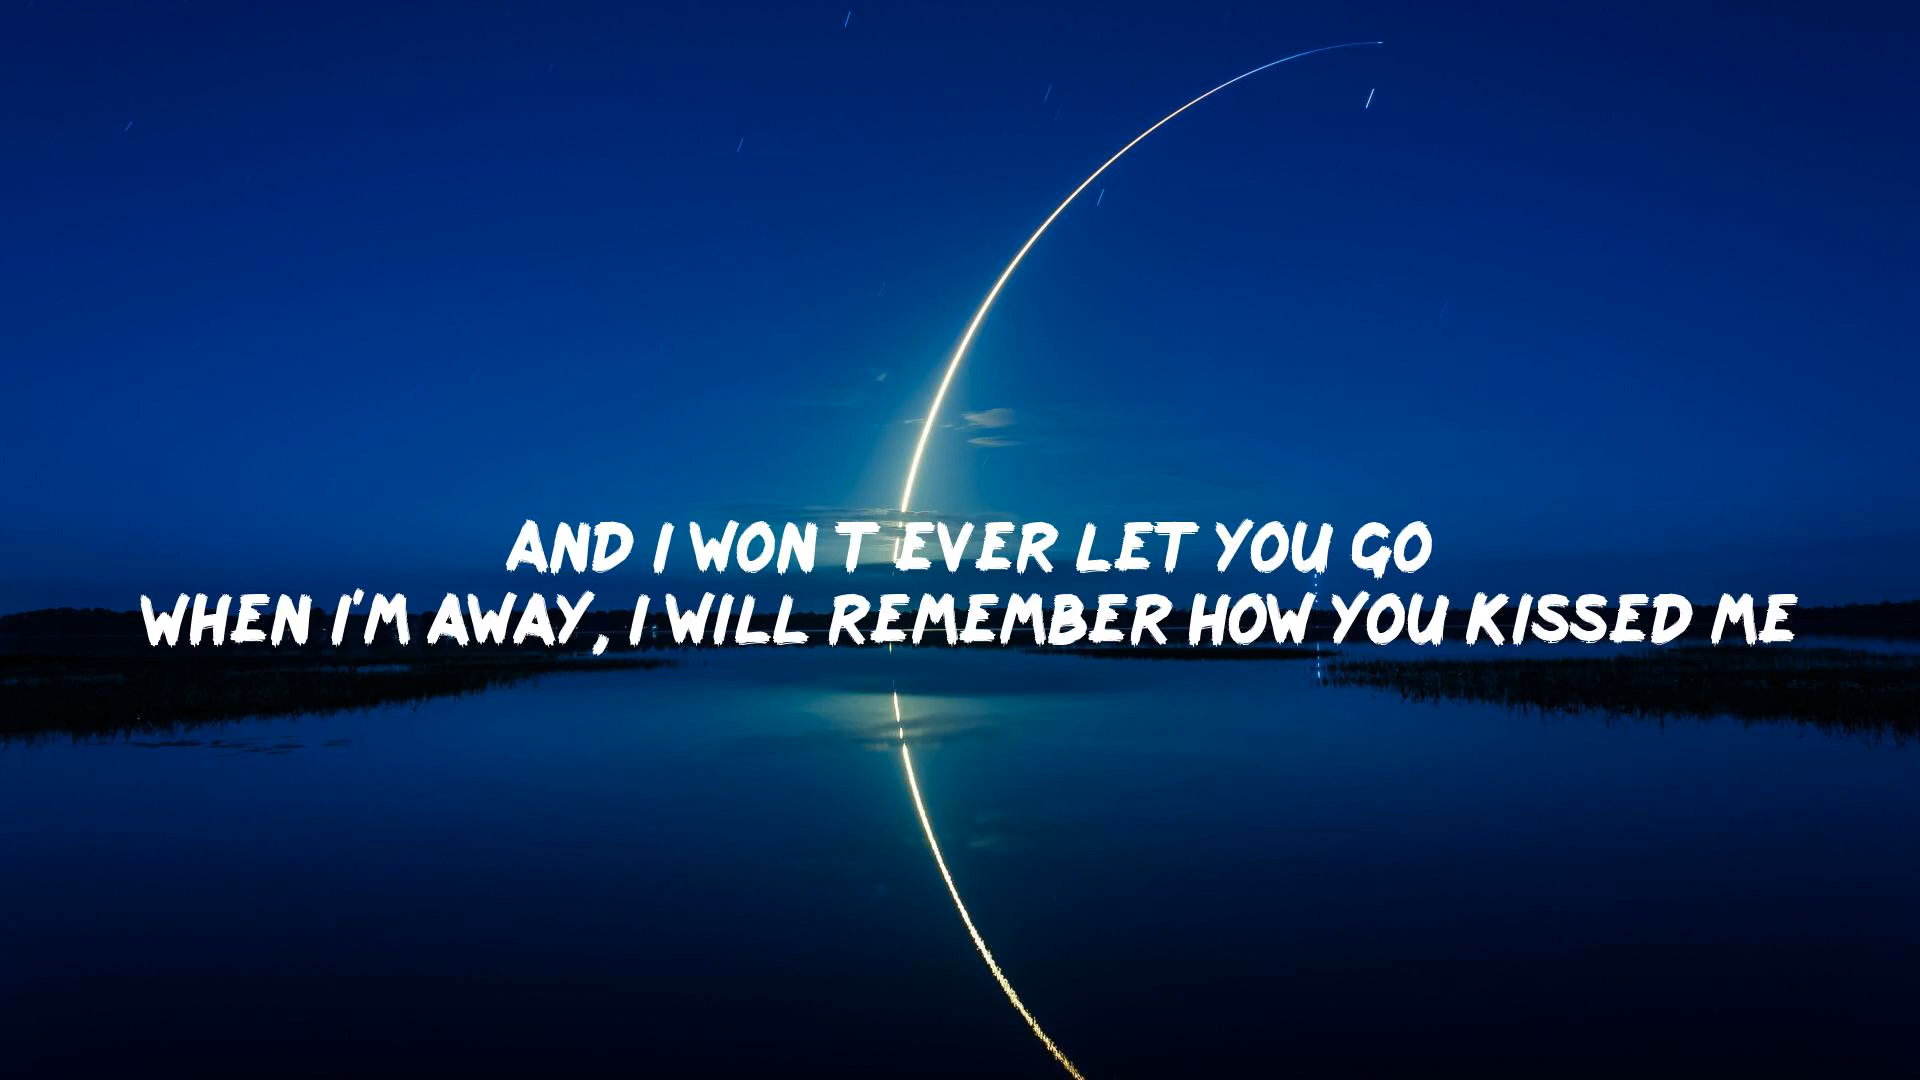 AND I WON T EVER LET YOU GO
WHEN I'M AWAY, I WILL REMEMBER HOW YOU KISSED ME